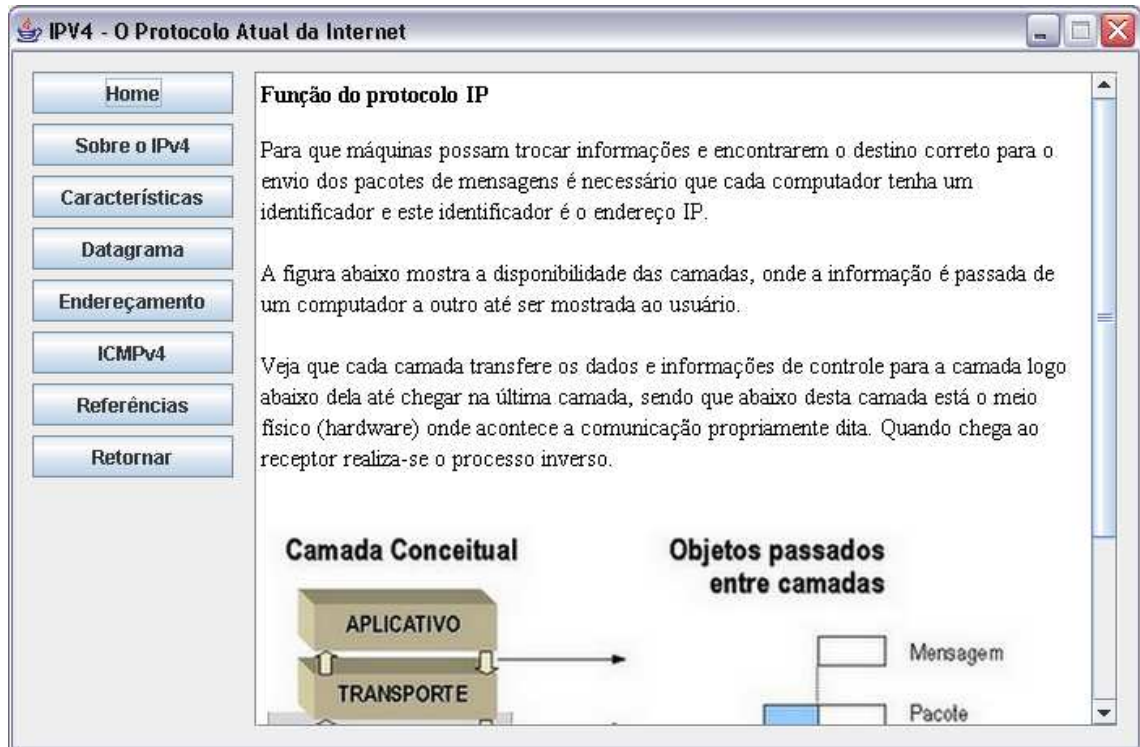 IPV4 - O Protocolo Atual da Internet
Home
Sobre o IPv4
Características
Datagrama
Endereçamento
ICMPv4
Referências
Retornar
Função do protocolo IP
Para que máquinas possam trocar informações e encontrarem o destino correto para o
envio dos pacotes de mensagens é necessário que cada computador tenha um
identificador e este identificador é o endereço IP.
A figura abaixo mostra a disponibilidade das camadas, onde a informação é passada de
um computador a outro até ser mostrada ao usuário.
Veja que cada camada transfere os dados e informações de controle para a camada logo
abaixo dela até chegar na última camada, sendo que abaixo desta camada está o meio
físico (hardware) onde acontece a comunicação propriamente dita. Quando chega ao
receptor realiza-se o processo inverso.
Camada Conceitual
Objetos passados
entre camadas
APLICATIVO
Mensagem
TRANSPORTE
Pacote